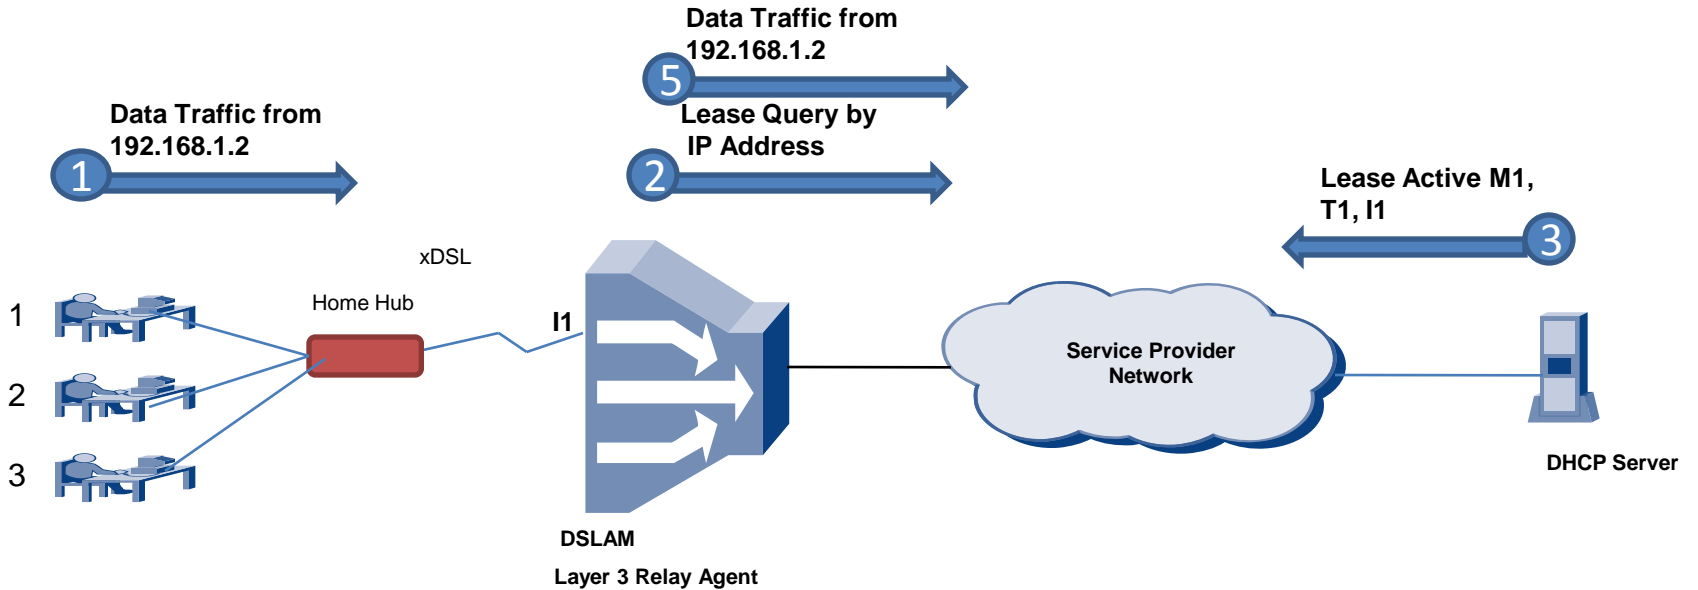 Data Traffic from
192.168.1.2
5
Data Traffic from
192.168.1.2
1
Lease Query by
IP Address
2
Lease Active M1,
T1, I1
3
xDSL
Home Hub
I1
1
2
3
Service Provider
Network
DHCP Server
DSLAM
Layer 3 Relay Agent